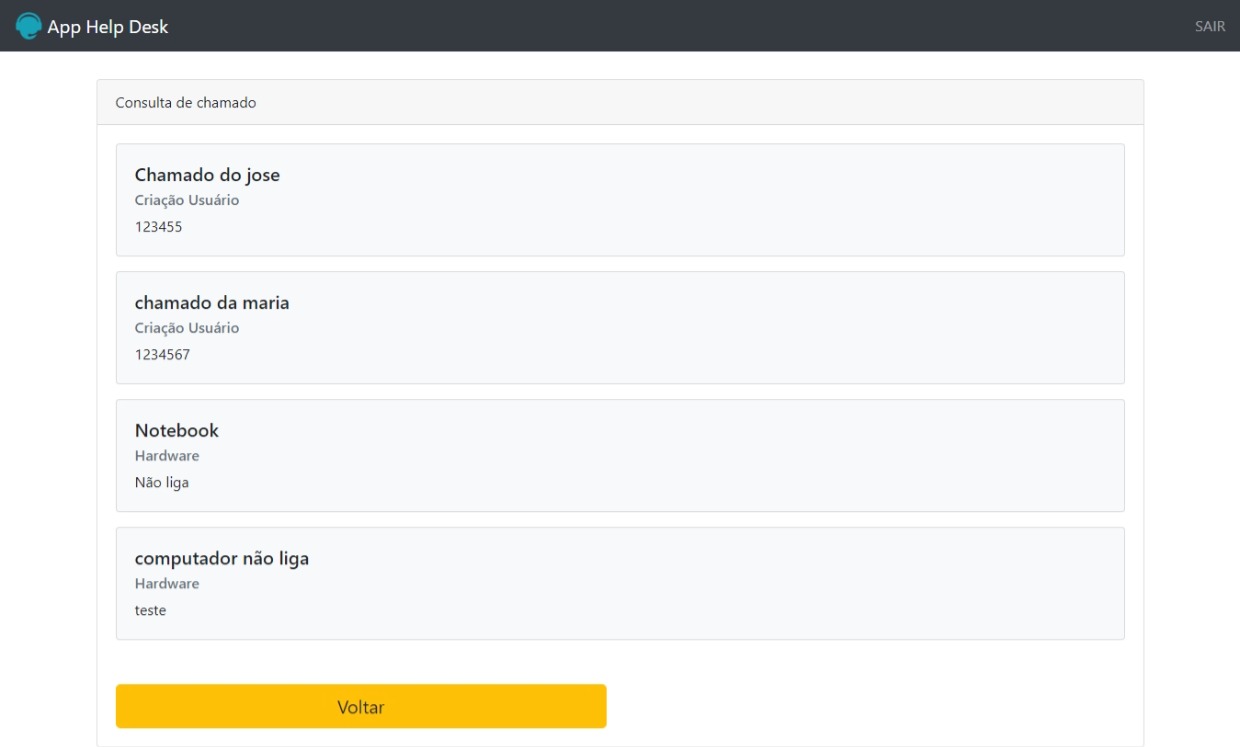 App Help Desk
SAIR
Consulta de chamado
Chamado do jose
Criação Usuário
123455
chamado da maria
Criação Usuário
1234567
Notebook
Hardware
Não liga
computador não liga
Hardware
teste
Voltar